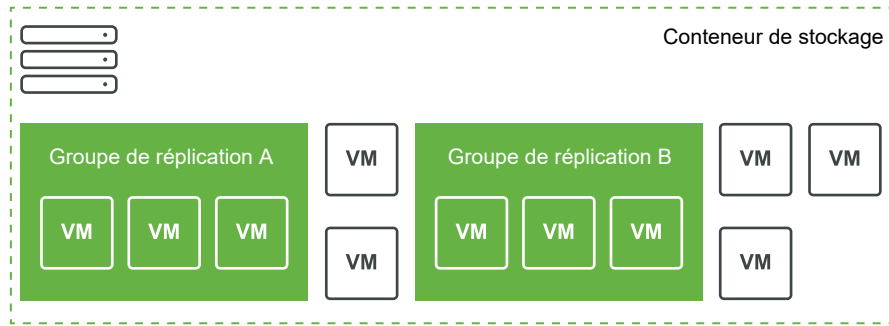 Conteneur de stockage
Groupe de réplication A
VM VM VM
VM
VM
Groupe de réplication B
VM VM VM
VM VM
VM